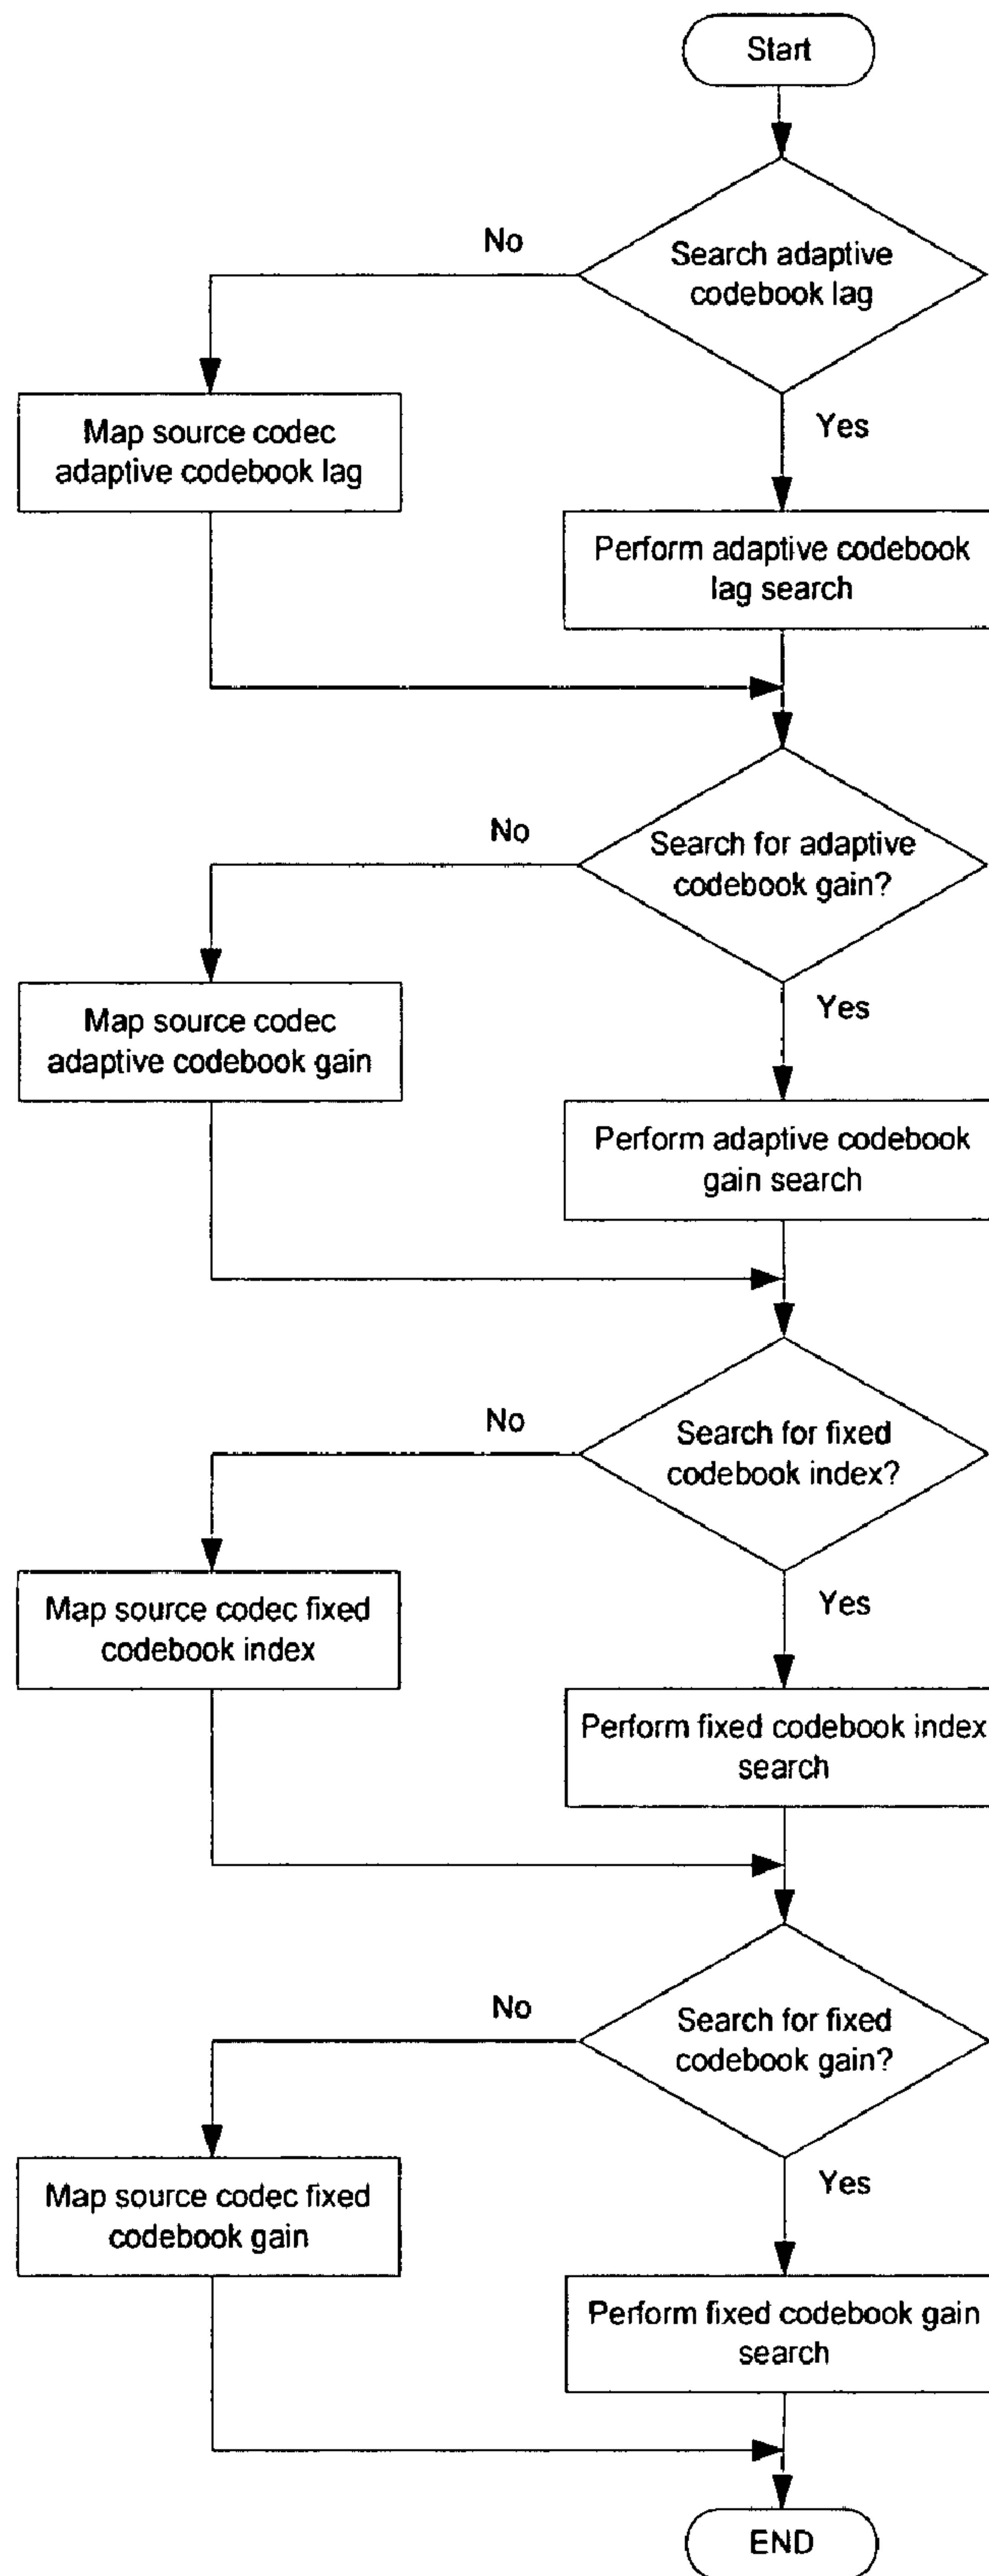 Start
No
Search adaptive
codebook lag
Map source codec
adaptive codebook lag
Yes
Perform adaptive codebook
lag search
No
Search for adaptive
codebook gain?
Map source codec
adaptive codebook gain
Yes
Perform adaptive codebook
gain search
No
Search for fixed
codebook index?
Map source codec fixed
codebook index
Yes
Perform fixed codebook index
search
No
Search for fixed
codebook gain?
Map source codec fixed
codebook gain
Yes
Perform fixed codebook gain
search
END